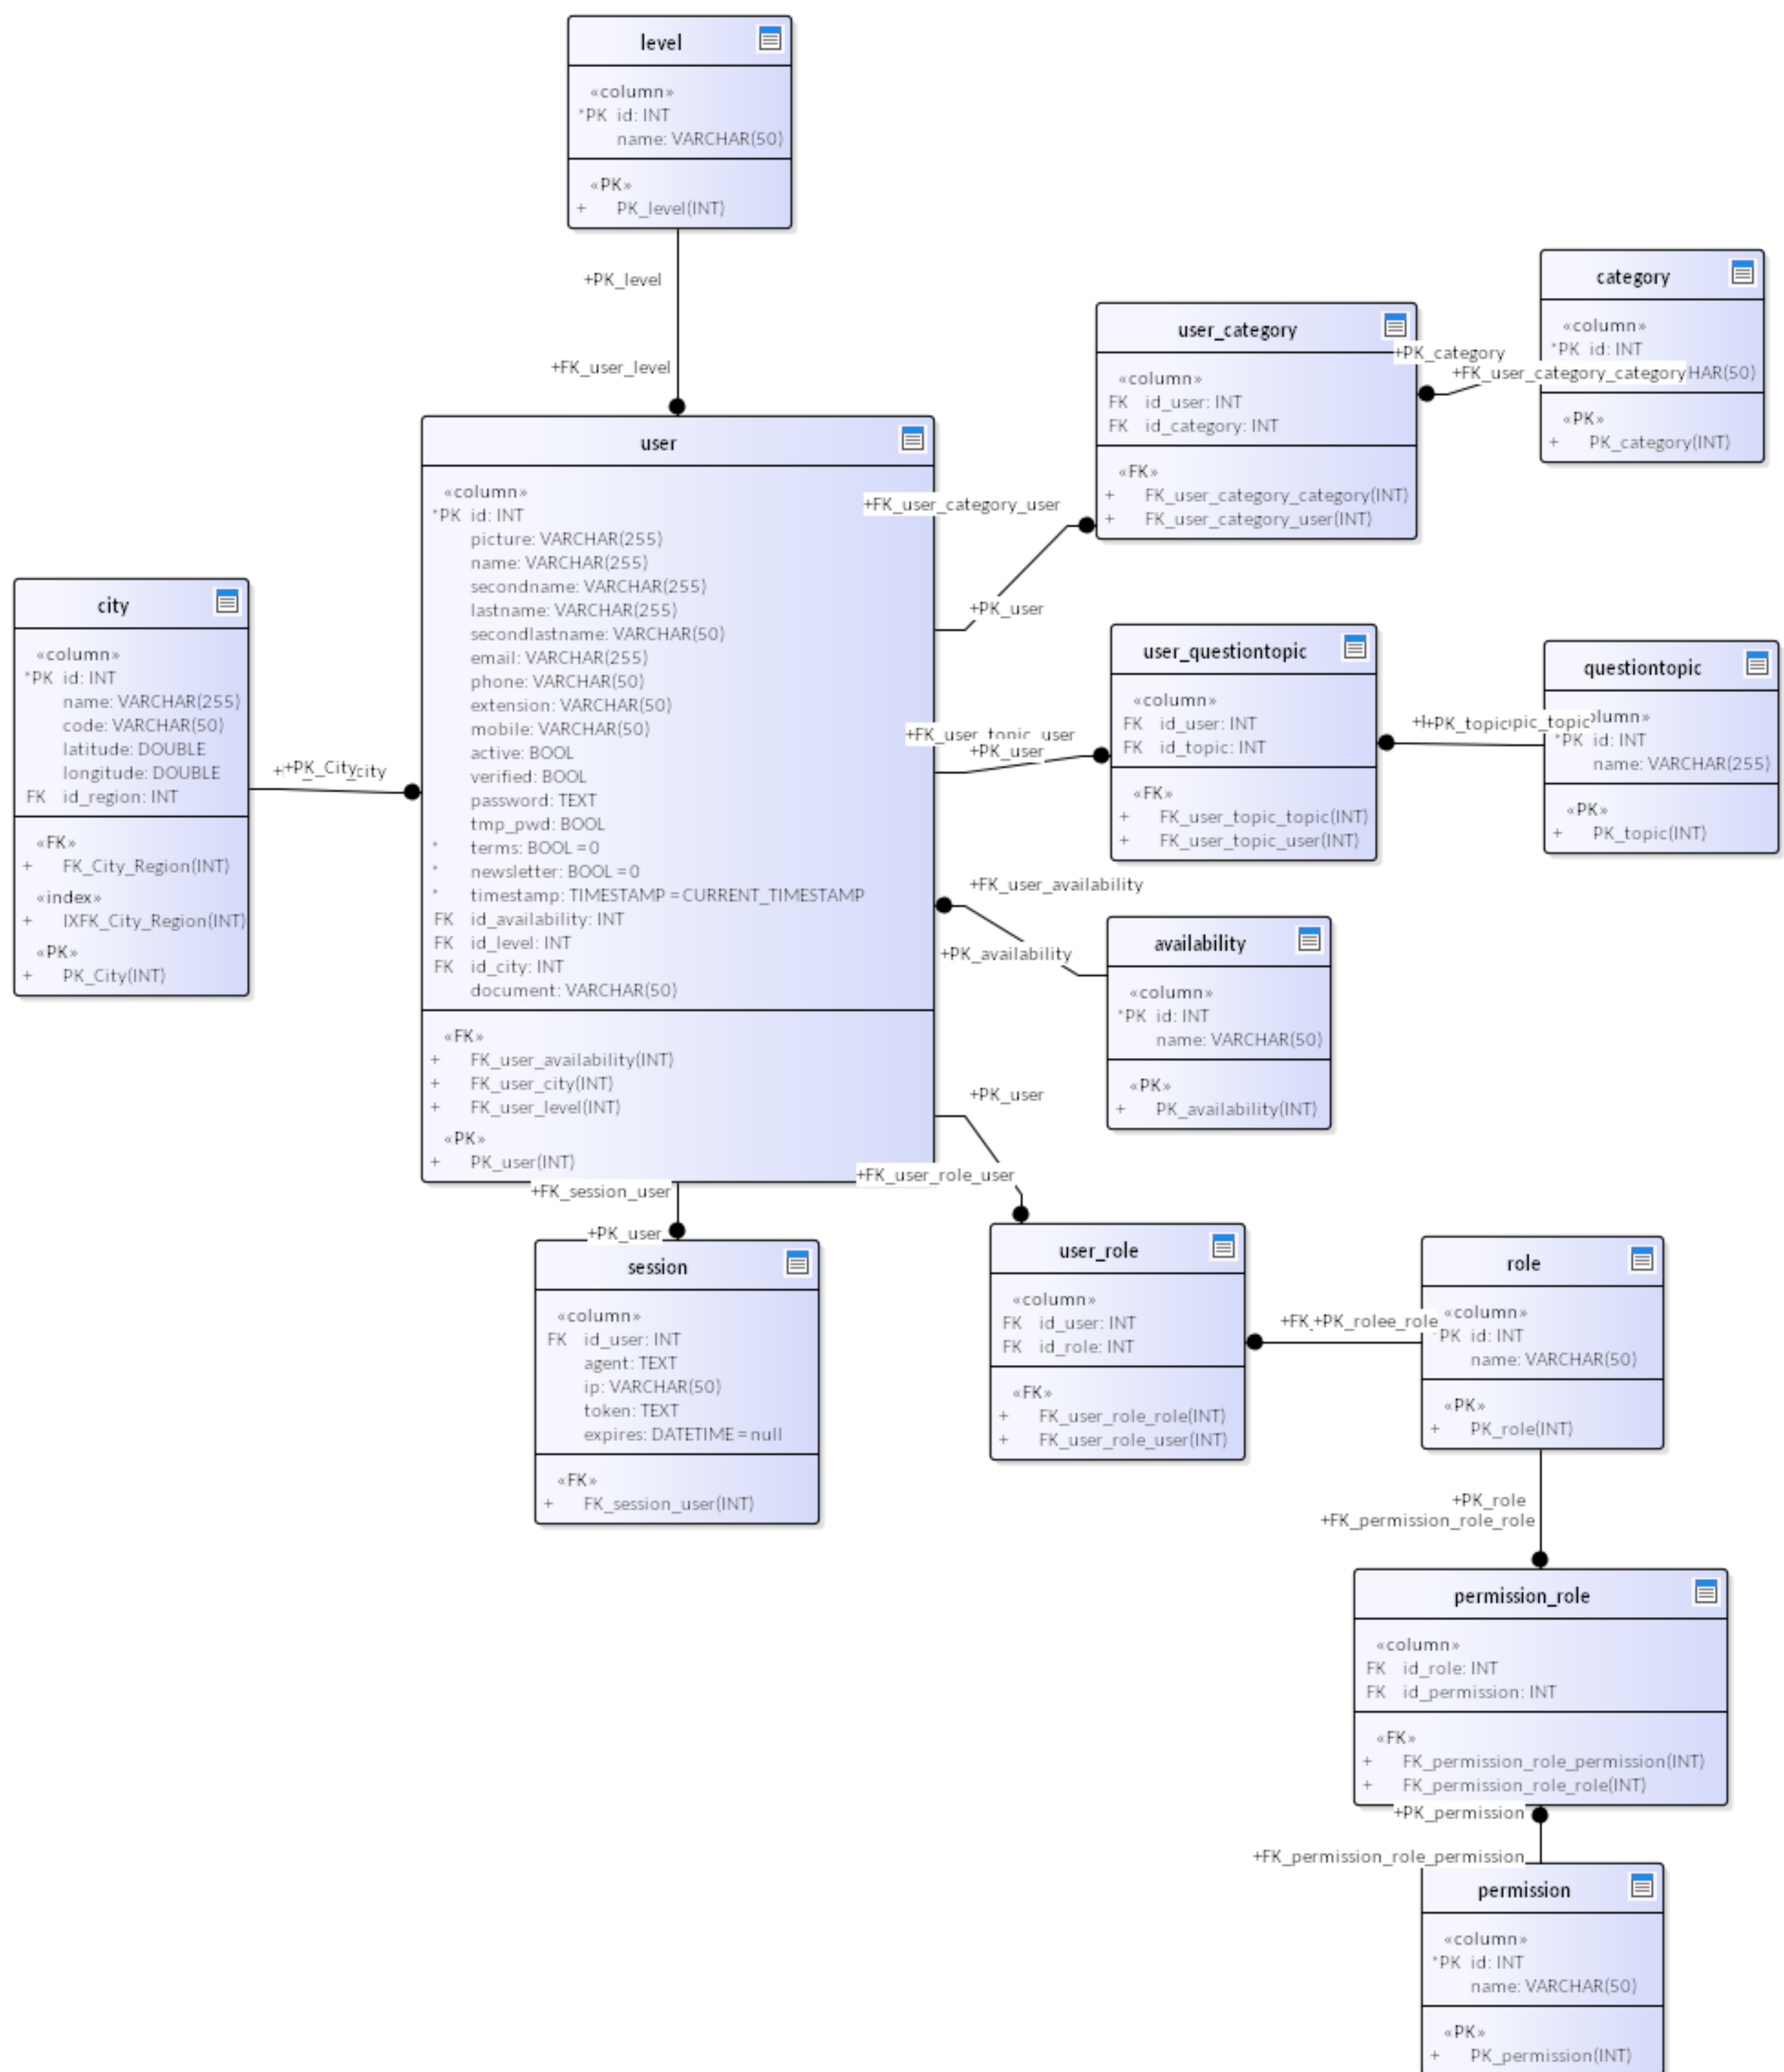 level
«column»
*PK id: INT
name: VARCHAR(50)
«PK»
+ PK_level(INT)
+PK_level
+FK_user_level
category
«column»
*PK id: INT
HAR(50)
«PK»
+ PK_category(INT)
+PK_category
+FK_user_category_category
user_category
«column»
FK id_user: INT
FK id_category: INT
«FK»
+ FK_user_category_category(INT)
+ FK_user_category_user(INT)
+FK_user_category_user
+PK_user
user
«column»
*PK id: INT
picture: VARCHAR(255)
name: VARCHAR(255)
secondname: VARCHAR(255)
lastname: VARCHAR(255)
secondlastname: VARCHAR(50)
email: VARCHAR(255)
phone: VARCHAR(50)
extension: VARCHAR(50)
mobile: VARCHAR(50)
active: BOOL
verified: BOOL
password: TEXT
tmp_pwd: BOOL
* terms: BOOL = 0
* newsletter: BOOL = 0
* timestamp: TIMESTAMP = CURRENT_TIMESTAMP
FK id_availability: INT
FK id_level: INT
FK id_city: INT
document: VARCHAR(50)
«FK»
+ FK_user_availability(INT)
+ FK_user_city(INT)
+ FK_user_level(INT)
«PK»
+ PK_user(INT)
city
«column»
*PK id: INT
name: VARCHAR(255)
code: VARCHAR(50)
latitude: DOUBLE
longitude: DOUBLE
FK id_region: INT
«FK»
+ FK_City_Region(INT)
«index»
+ IXFK_City_Region(INT)
«PK»
+ PK_City(INT)
+PK_City
user_questiontopic
«column»
FK id_user: INT
FK id_topic: INT
«FK»
+ FK_user_topic_topic(INT)
+ FK_user_topic_user(INT)
+FK_user_topic_user
+PK_user
questiontopic
*PK id: INT
name: VARCHAR(255)
«PK»
+ PK_topic(INT)
+PK_topic
+FK_user_availability
+PK_availability
availability
«column»
*PK id: INT
name: VARCHAR(50)
«PK»
+ PK_availability(INT)
+PK_user
+FK_user_role_user
+FK_session_user
+PK_user
session
«column»
FK id_user: INT
agent: TEXT
ip: VARCHAR(50)
token: TEXT
expires: DATETIME = null
«FK»
+ FK_session_user(INT)
user_role
«column»
FK id_user: INT
FK id_role: INT
«FK»
+ FK_user_role_role(INT)
+ FK_user_role_user(INT)
+PK_role
role
«column»
*PK id: INT
name: VARCHAR(50)
«PK»
+ PK_role(INT)
+PK_role
+FK_permission_role_role
permission_role
«column»
FK id_role: INT
FK id_permission: INT
«FK»
+ FK_permission_role_permission(INT)
+ FK_permission_role_role(INT)
+PK_permission
+FK_permission_role_permission
permission
«column»
*PK id: INT
name: VARCHAR(50)
«PK»
+ PK_permission(INT)